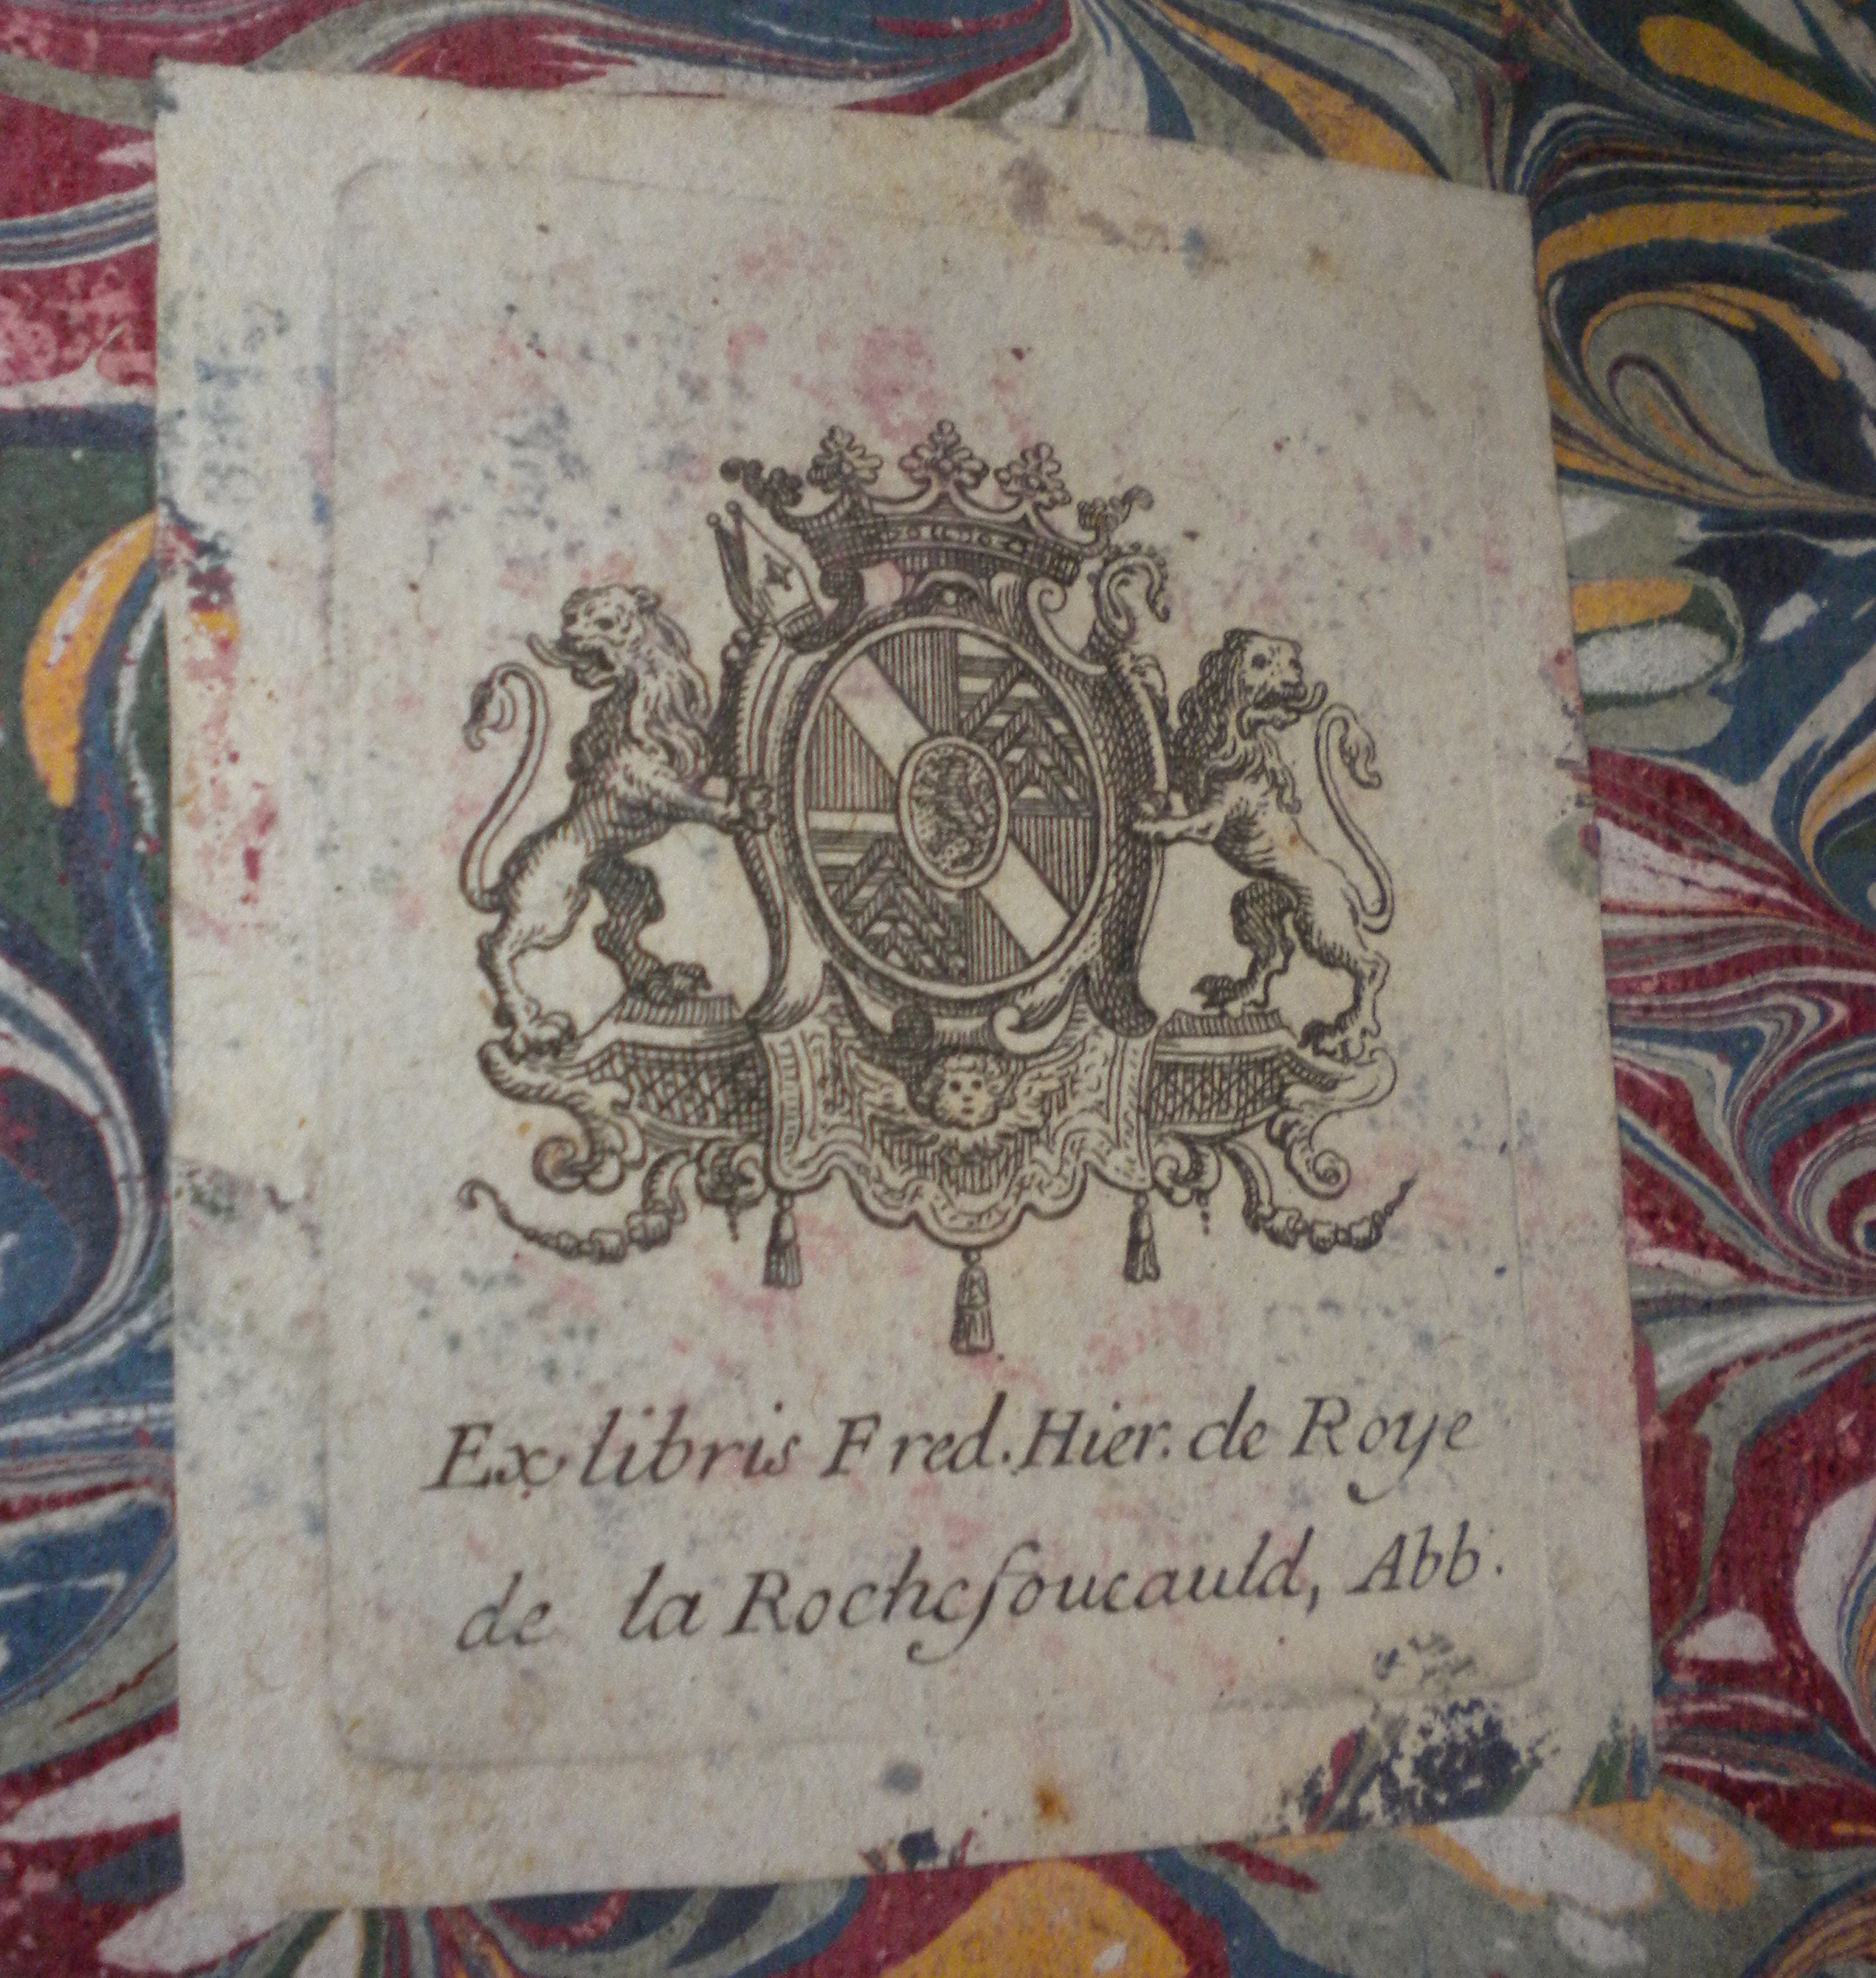 Ex libris Fred. Hier. de Roye
de la Rochefoucauld, Abb.